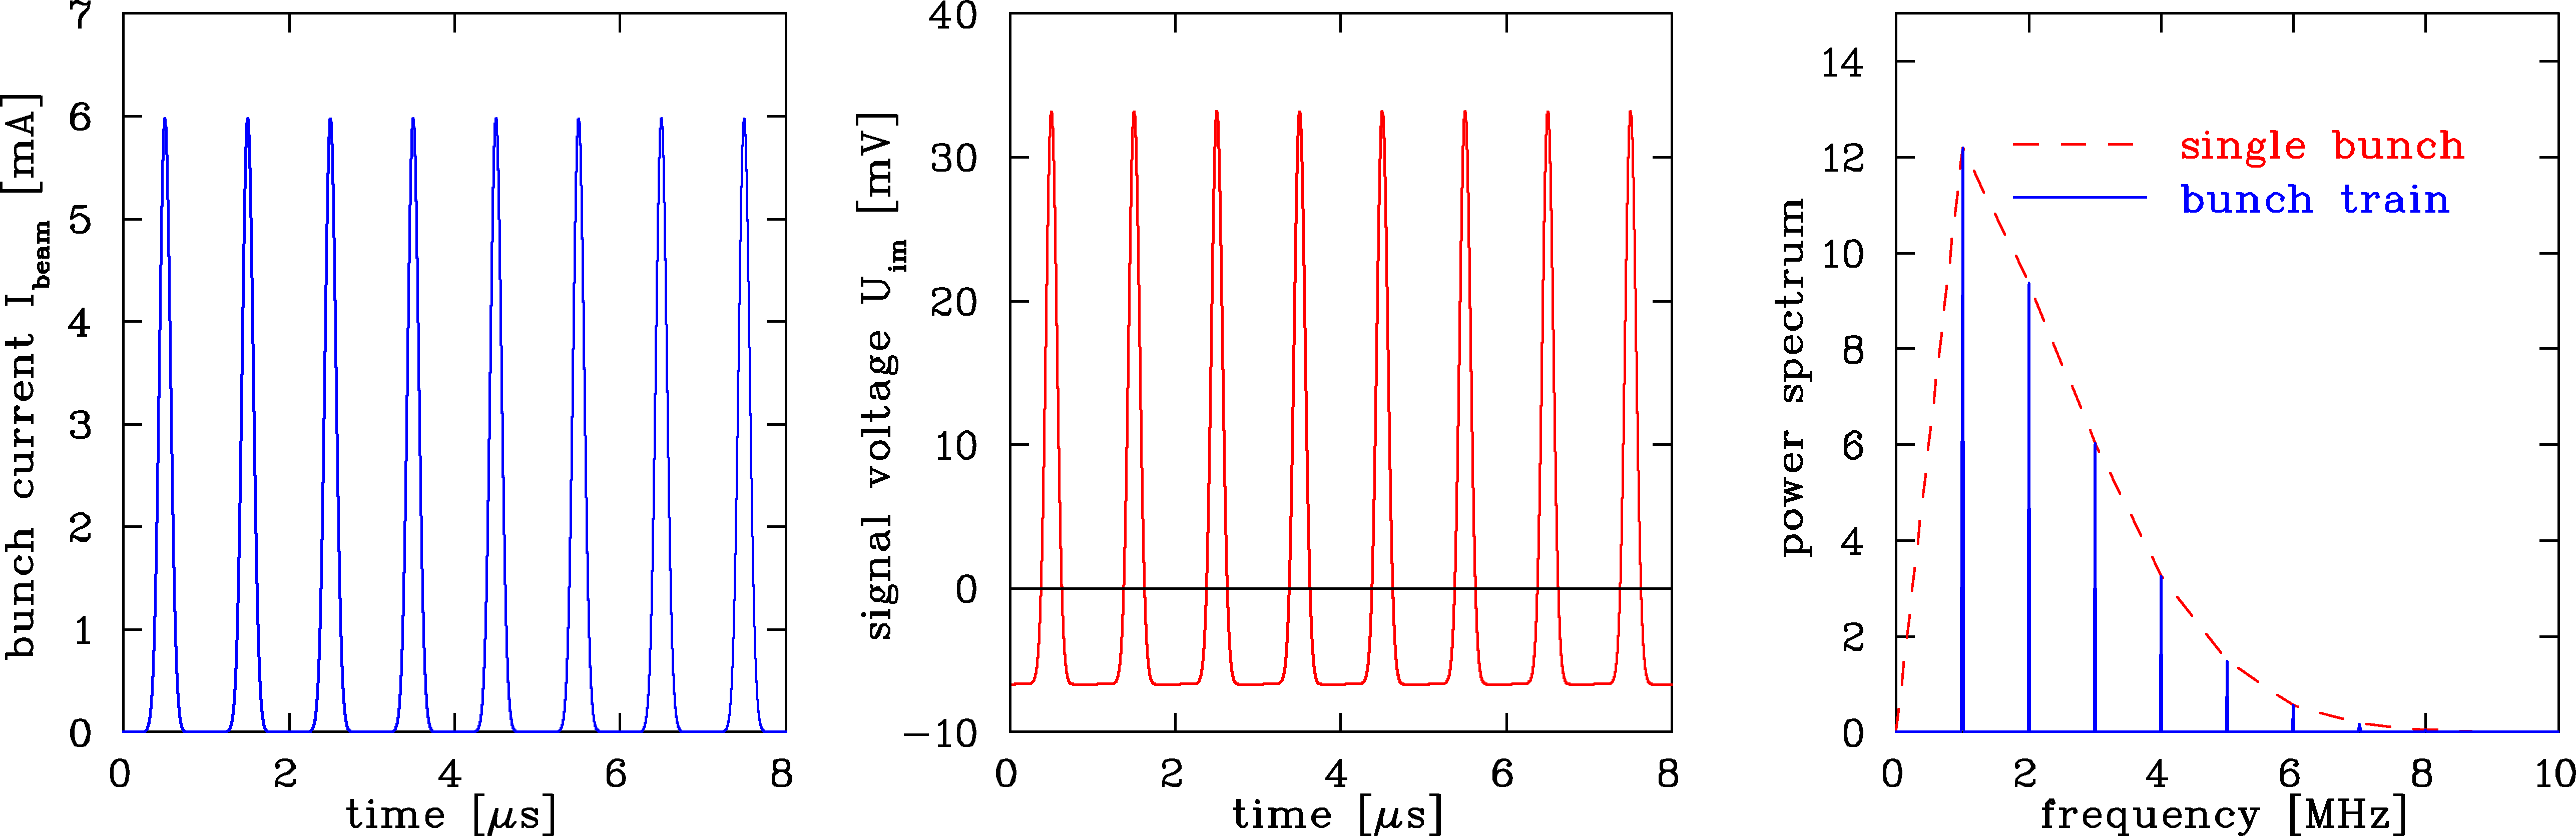 bunch current I_beam [mA]
7
6
5
4
3
2
1
0
0 2 4 6 8
time [μs]
signal voltage U_im [mV]
40
30
20
10
0
−10
0 2 4 6 8
time [μs]
power spectrum
14
12
10
8
6
4
2
0
single bunch
bunch train
0 2 4 6 8 10
frequency [MHz]